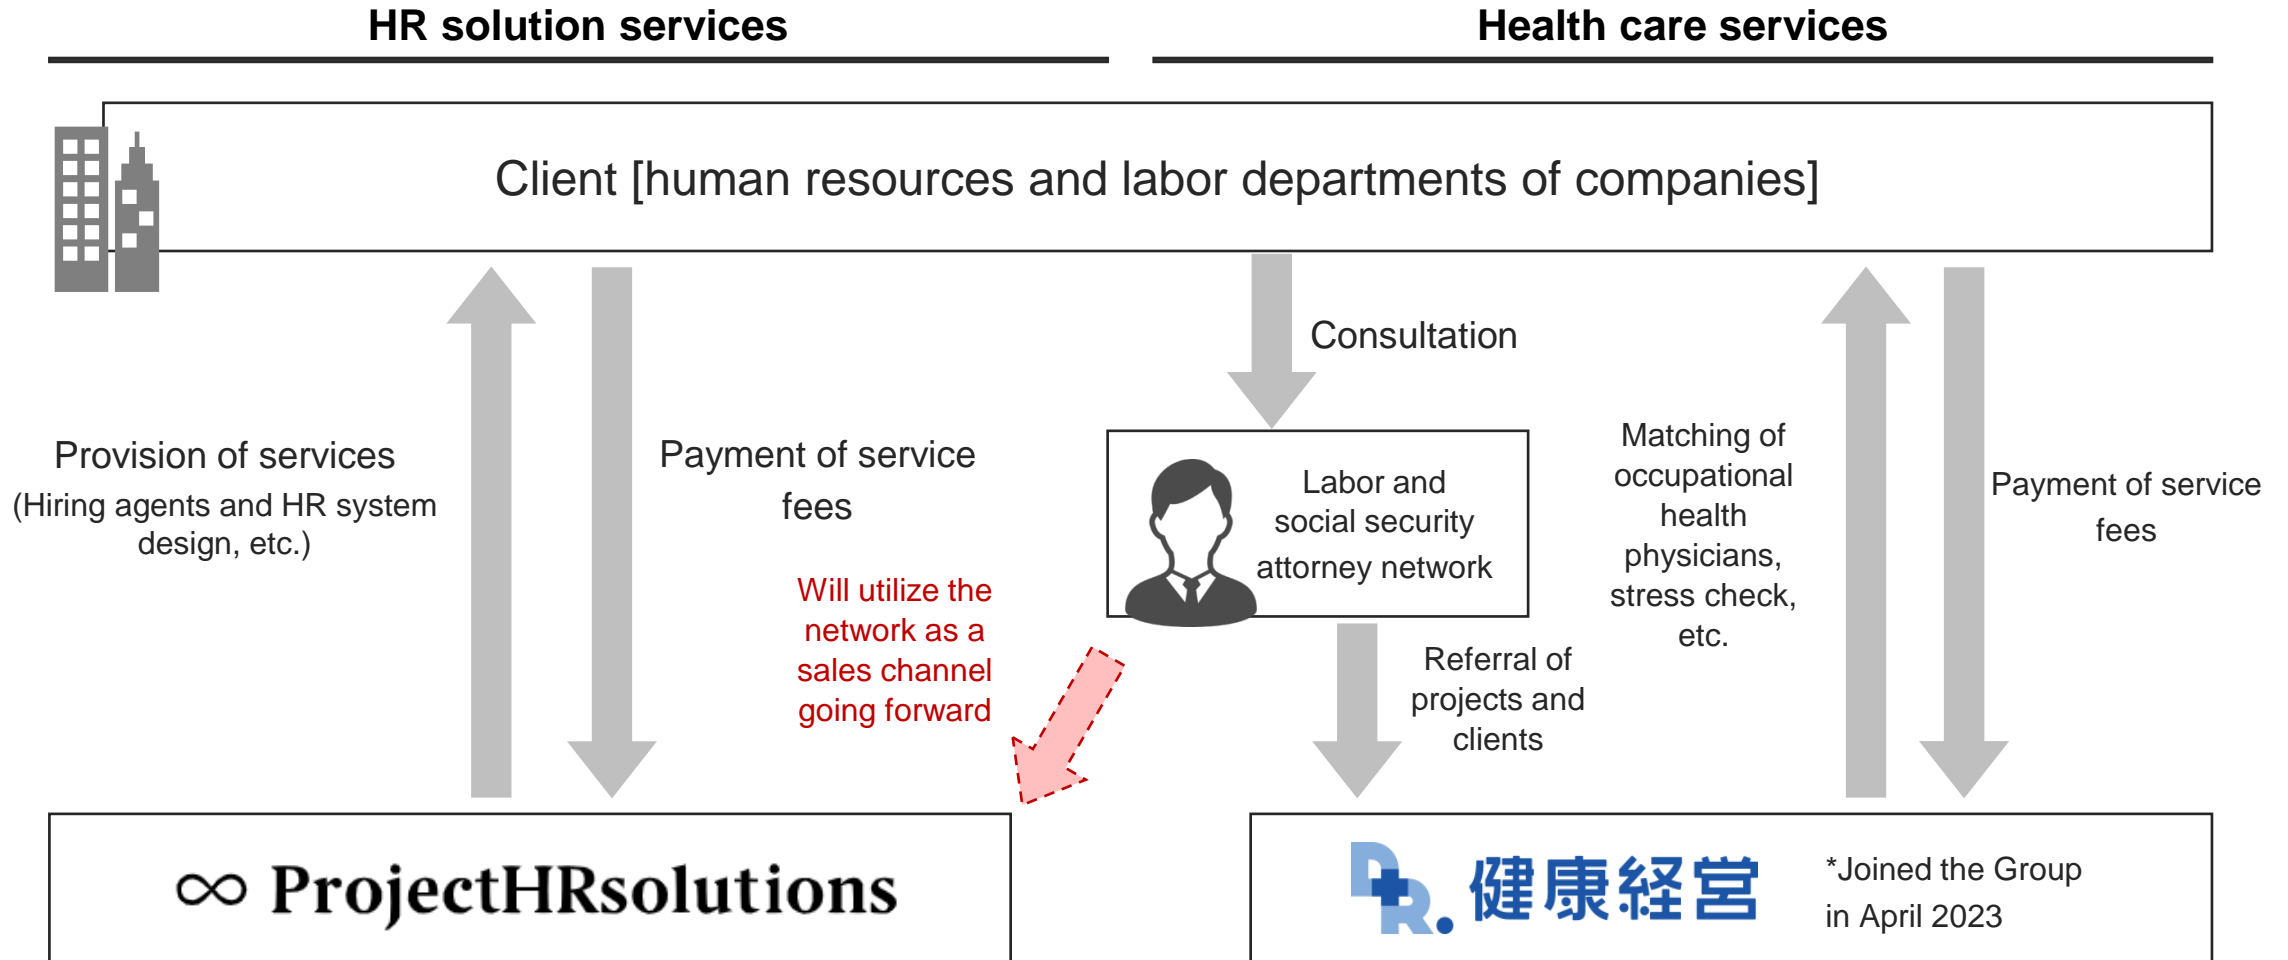 HR solution services
Health care services
Client [human resources and labor departments of companies]
Provision of services
(Hiring agents and HR system
design, etc.)
Payment of service
fees
Will utilize the
network as a
sales channel
going forward
Consultation
Labor and
social security
attorney network
Referral of
projects and
clients
Matching of
occupational
health
physicians,
stress check,
etc.
Payment of service
fees
∞ ProjectHRsolutions
DR. 健康経営
*Joined the Group
in April 2023